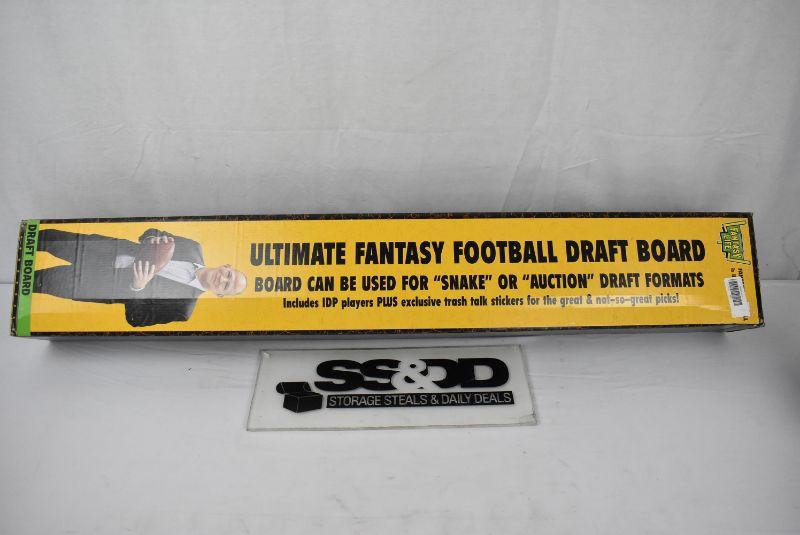 DRAFT BOARD
ULTIMATE FANTASY FOOTBALL DRAFT BOARD
BOARD CAN BE USED FOR "SNAKE" OR "AUCTION" DRAFT FORMATS
Includes IDP players PLUS exclusive trash talk stickers for the great & not-so-great picks!
FANTASY
LIFE
SS&DD
STORAGE STEALS & DAILY DEALS